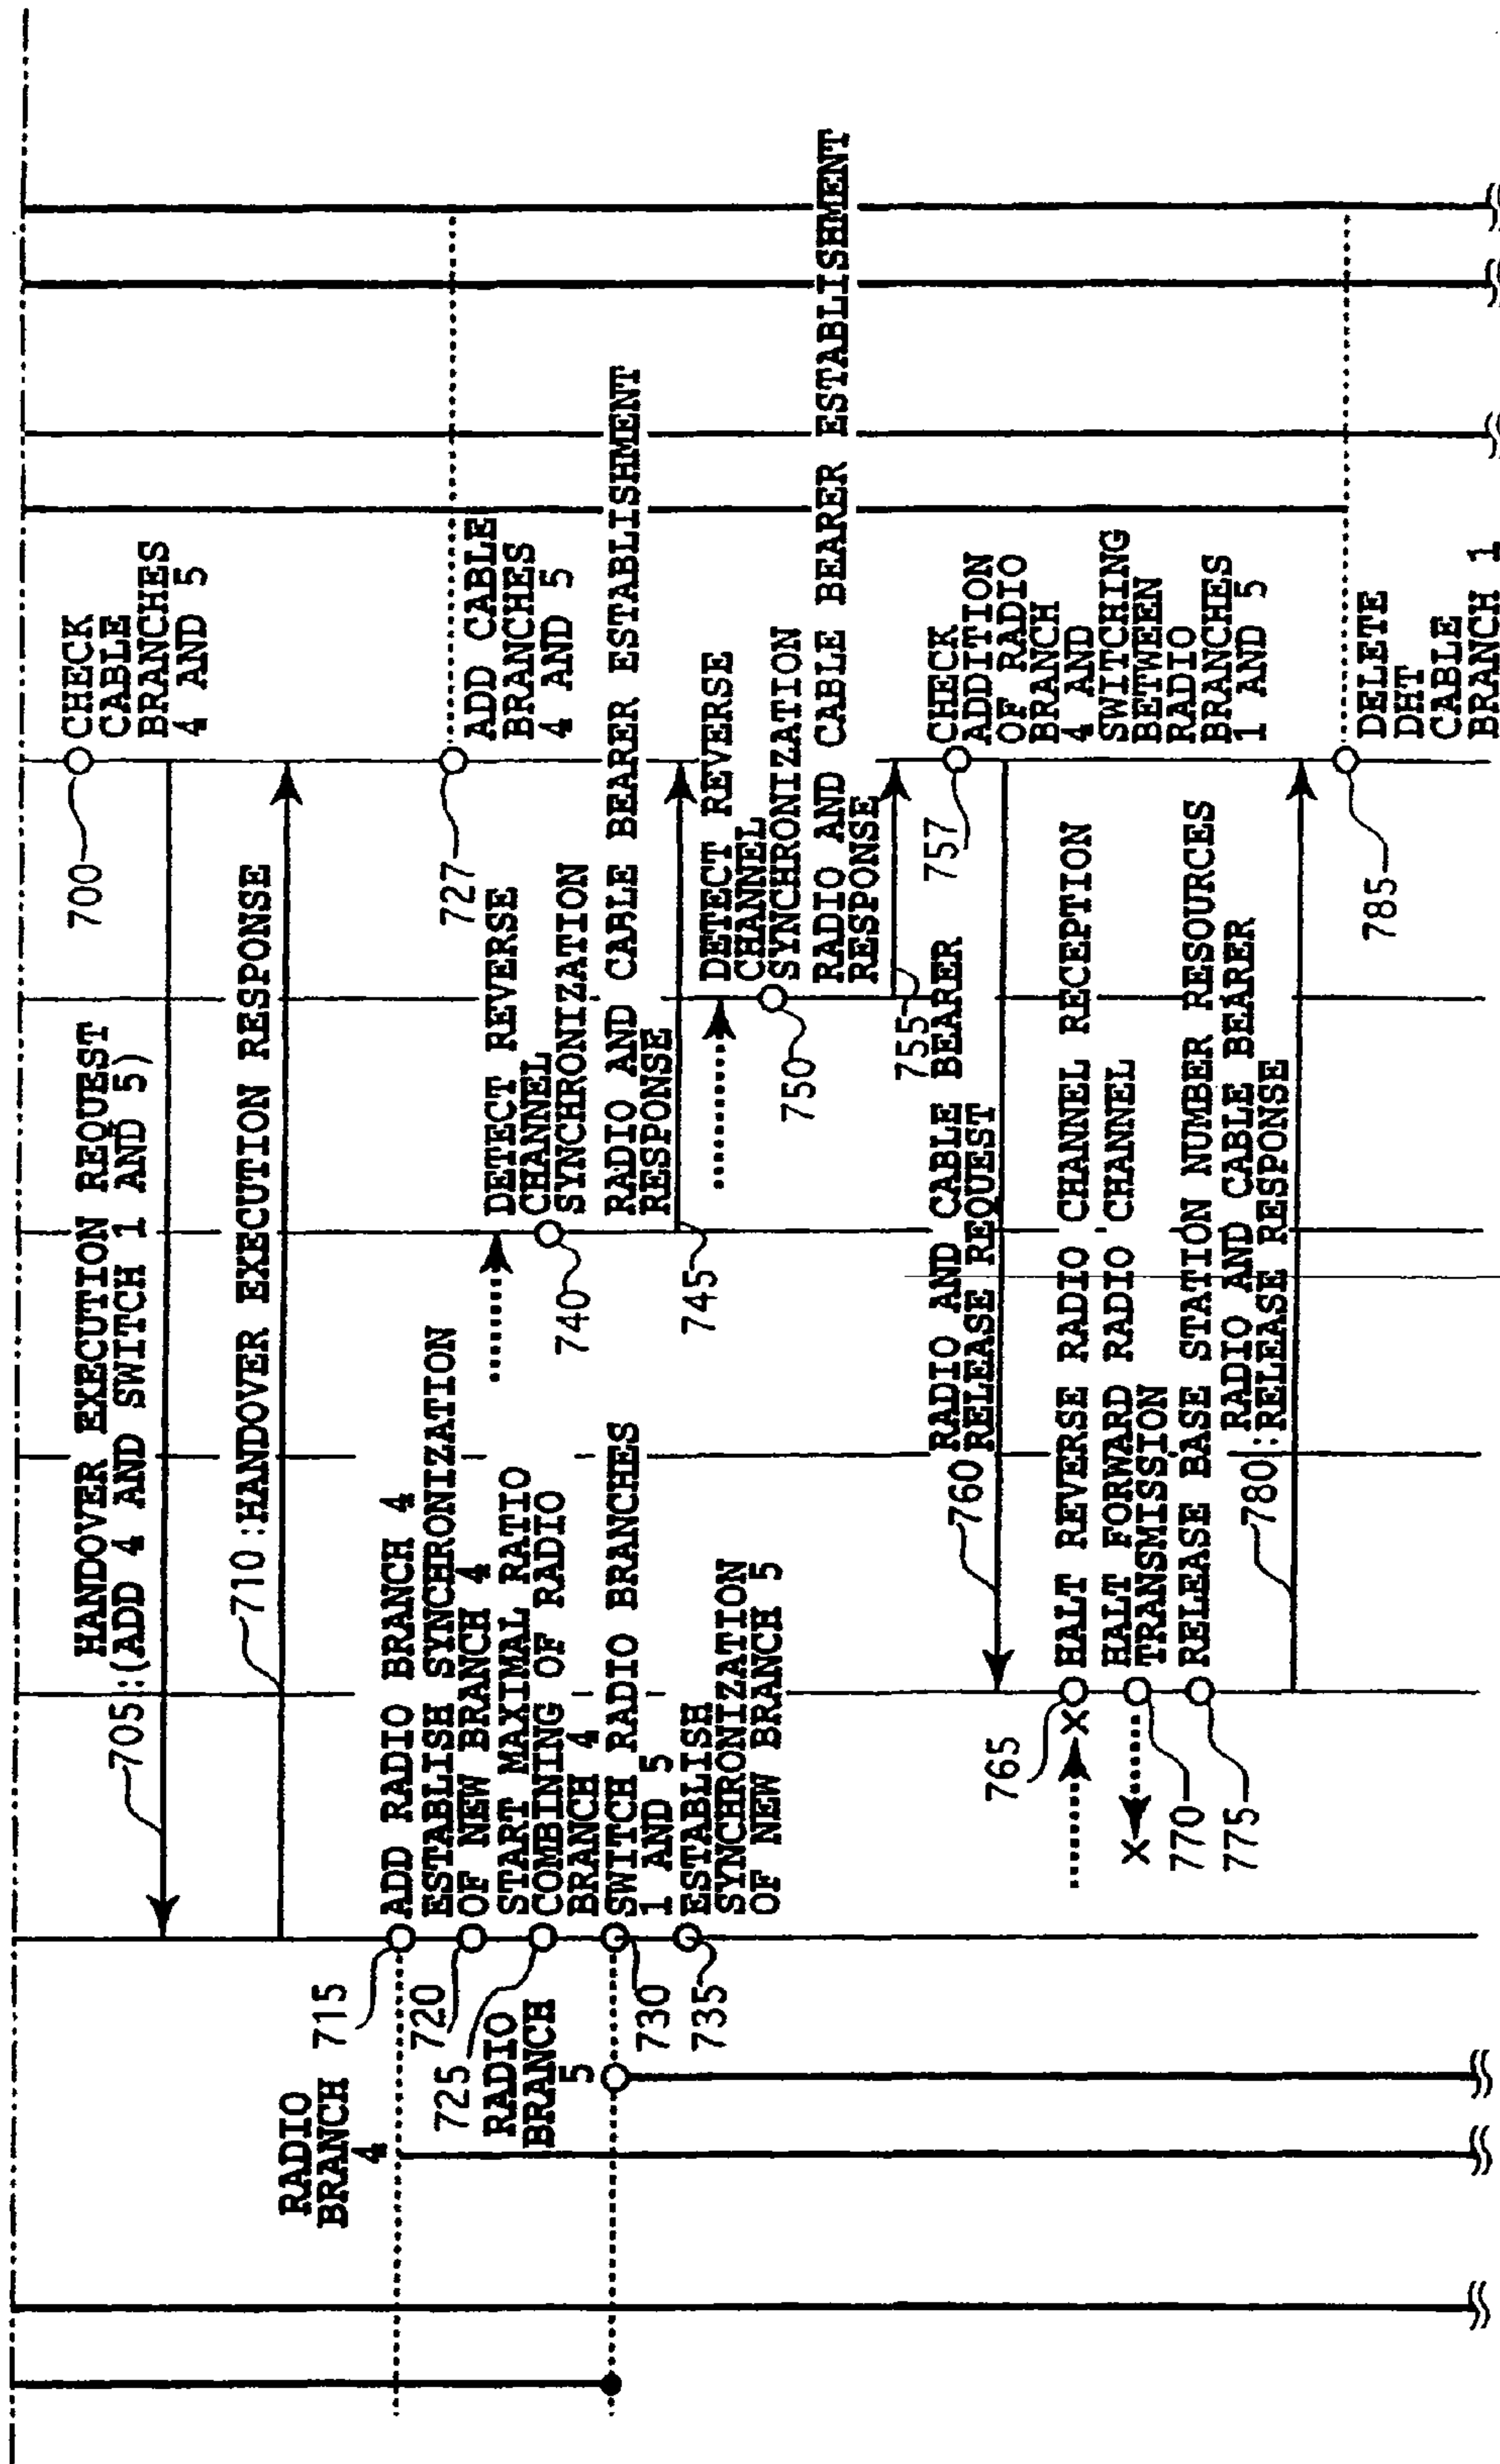 700
CHECK
CABLE
BRANCHES
4 AND 5
HANDOVER EXECUTION REQUEST
705:(ADD 4 AND SWITCH 1 AND 5)
710:HANDOVER EXECUTION RESPONSE
RADIO
BRANCH
4
715
ADD RADIO BRANCH 4
720
ESTABLISH SYNCHRONIZATION
OF NEW BRANCH 4
725
START MAXIMAL RATIO
COMBINING OF RADIO
BRANCH 4
727
ADD CABLE
BRANCHES
4 AND 5
RADIO
BRANCH
5
730
SWITCH RADIO BRANCHES
1 AND 5
735
ESTABLISH
SYNCHRONIZATION
OF NEW BRANCH 5
740
DETECT REVERSE
CHANNEL
SYNCHRONIZATION
745
RADIO AND CABLE BEARER ESTABLISHMENT
RESPONSE
750
DETECT REVERSE
CHANNEL
SYNCHRONIZATION
755
RADIO AND CABLE BEARER ESTABLISHMENT
RESPONSE
757
CHECK
ADDITION
OF RADIO
BRANCH
4 AND
SWITCHING
BETWEEN
RADIO
BRANCHES
1 AND 5
760
RADIO AND CABLE BEARER
RELEASE REQUEST
765
X
HALT REVERSE RADIO CHANNEL RECEPTION
770
X
HALT FORWARD RADIO CHANNEL
TRANSMISSION
775
RELEASE BASE STATION NUMBER RESOURCES
RADIO AND CABLE BEARER
780:RELEASE RESPONSE
785
DELETE
DHT
CABLE
BRANCH 1